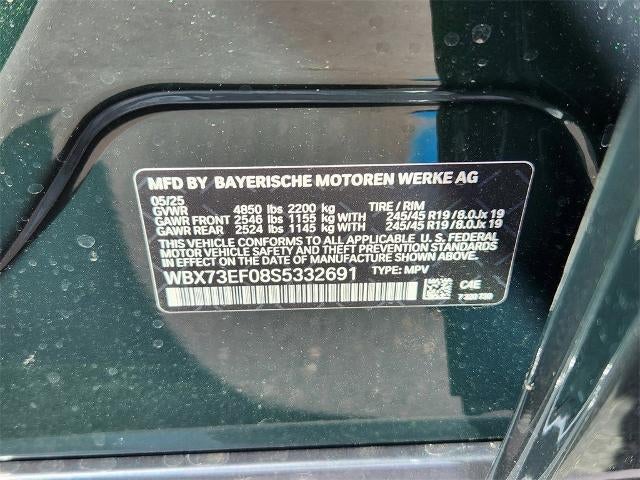 MFD BY BAYERISCHE MOTOREN WERKE AG
05/25
GVWR 4850 lbs 2200 kg TIRE / RIM
GAWR FRONT 2546 lbs 1155 kg WITH 245/45 R19 / 8.0Jx 19
GAWR REAR 2524 lbs 1145 kg WITH 245/45 R19 / 8.0Jx 19
THIS VEHICLE CONFORMS TO ALL APPLICABLE U. S. FEDERAL
MOTOR VEHICLE SAFETY AND THEFT PREVENTION STANDARDS
IN EFFECT ON THE DATE OF MANUFACTURE SHOWN ABOVE.
WBX73EF08S5332691 TYPE: MPV
C4E